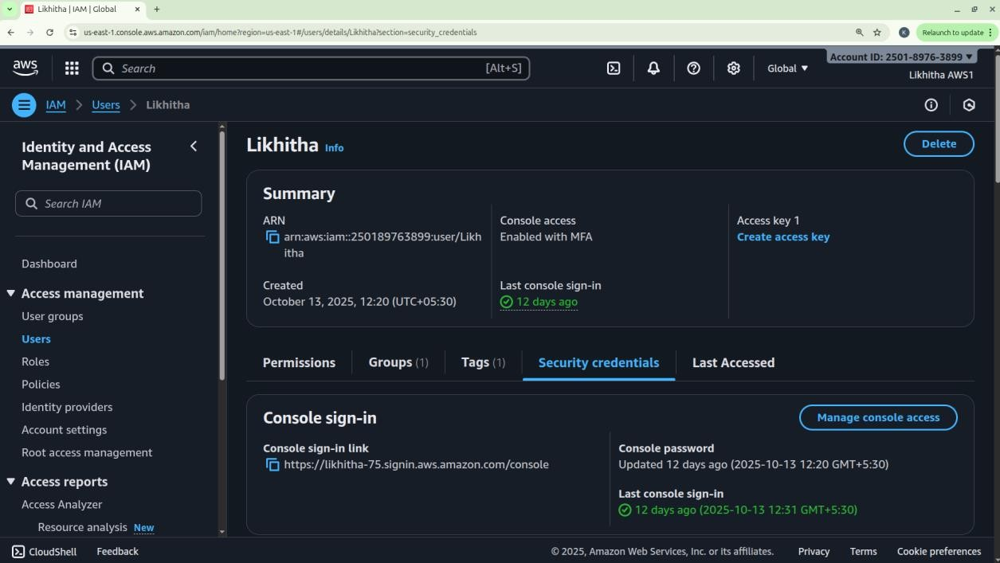 Likhitha | IAM | Global
us-east-1.console.aws.amazon.com/iam/home?region=us-east-1#/users/details/Likhitha?section=security_credentials
K
Relaunch to update
aws
Search
[Alt+S]
Global
Account ID: 2501-8976-3899
Likhitha AWS1
IAM
Users
Likhitha
Identity and Access
Management (IAM)
Search IAM
Dashboard
Access management
User groups
Users
Roles
Policies
Identity providers
Account settings
Root access management
Access reports
Access Analyzer
Resource analysis New
Likhitha Info
Delete
Summary
ARN
arn:aws:iam::250189763899:user/Likh
itha
Console access
Enabled with MFA
Access key 1
Create access key
Created
October 13, 2025, 12:20 (UTC+05:30)
Last console sign-in
12 days ago
Permissions
Groups (1)
Tags (1)
Security credentials
Last Accessed
Console sign-in
Manage console access
Console sign-in link
https://likhitha-75.signin.aws.amazon.com/console
Console password
Updated 12 days ago (2025-10-13 12:20 GMT+5:30)
Last console sign-in
12 days ago (2025-10-13 12:31 GMT+5:30)
CloudShell
Feedback
© 2025, Amazon Web Services, Inc. or its affiliates.
Privacy
Terms
Cookie preferences